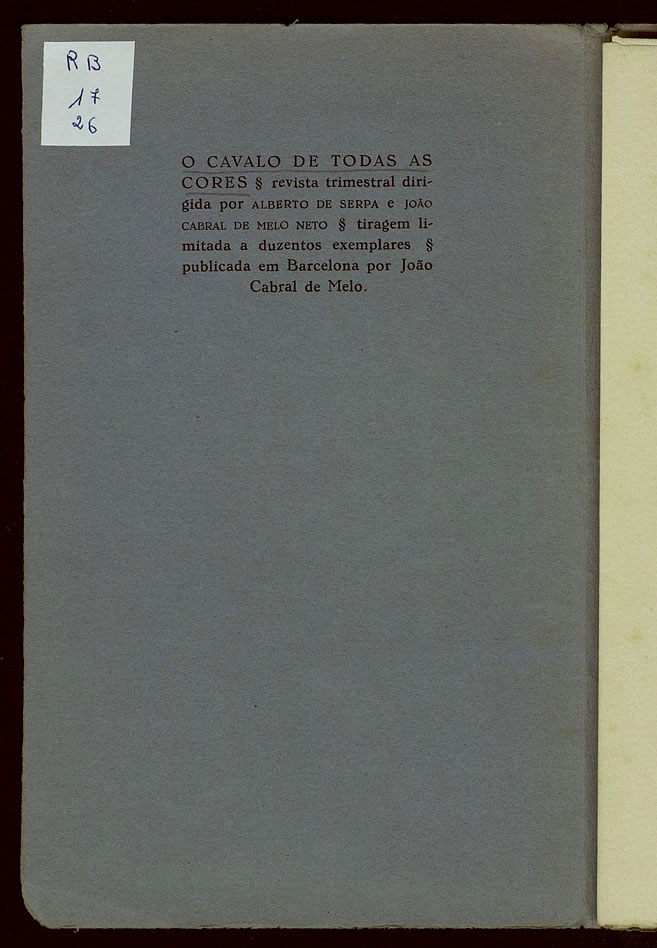 R B
17
26
O CAVALO DE TODAS AS
CORES § revista trimestral diri-
gida por ALBERTO DE SERPA e JOÃO
CABRAL DE MELO NETO § tiragem li-
mitada a duzentos exemplares §
publicada em Barcelona por João
Cabral de Melo.